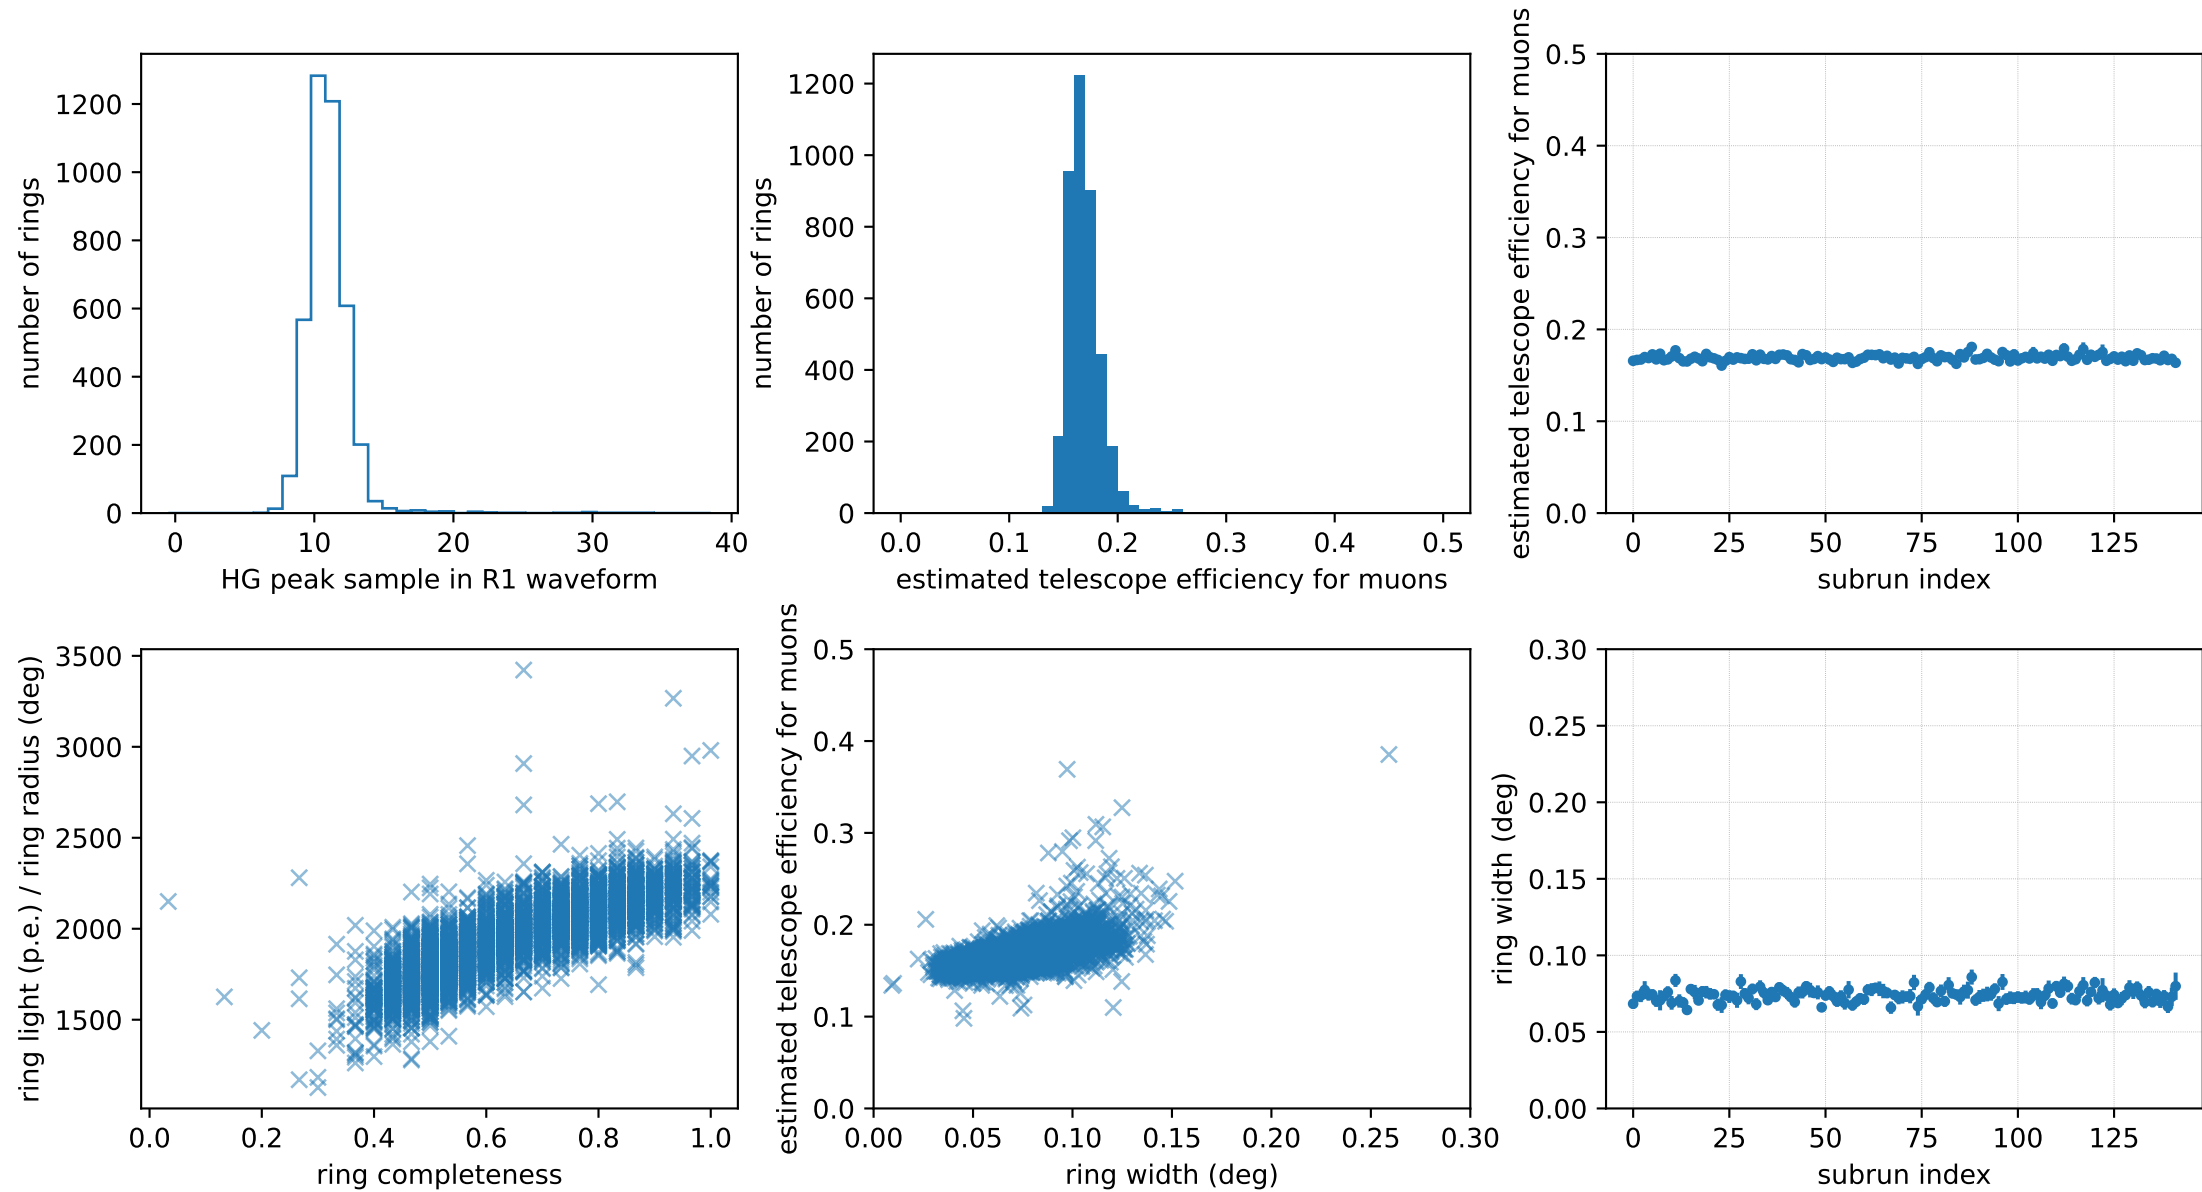 number of rings
1200
1000
800
600
400
200
0
0 10 20 30 40
HG peak sample in R1 waveform
number of rings
1200
1000
800
600
400
200
0
0.0 0.1 0.2 0.3 0.4 0.5
estimated telescope efficiency for muons
estimated telescope efficiency for muons
0.5
0.4
0.3
0.2
0.1
0.0
0 25 50 75 100 125
subrun index
ring light (p.e.) / ring radius (deg)
3500
3000
2500
2000
1500
0.0 0.2 0.4 0.6 0.8 1.0
ring completeness
estimated telescope efficiency for muons
0.5
0.4
0.3
0.2
0.1
0.0
0.00 0.05 0.10 0.15 0.20 0.25 0.30
ring width (deg)
ring width (deg)
0.30
0.25
0.20
0.15
0.10
0.05
0.00
0 25 50 75 100 125
subrun index